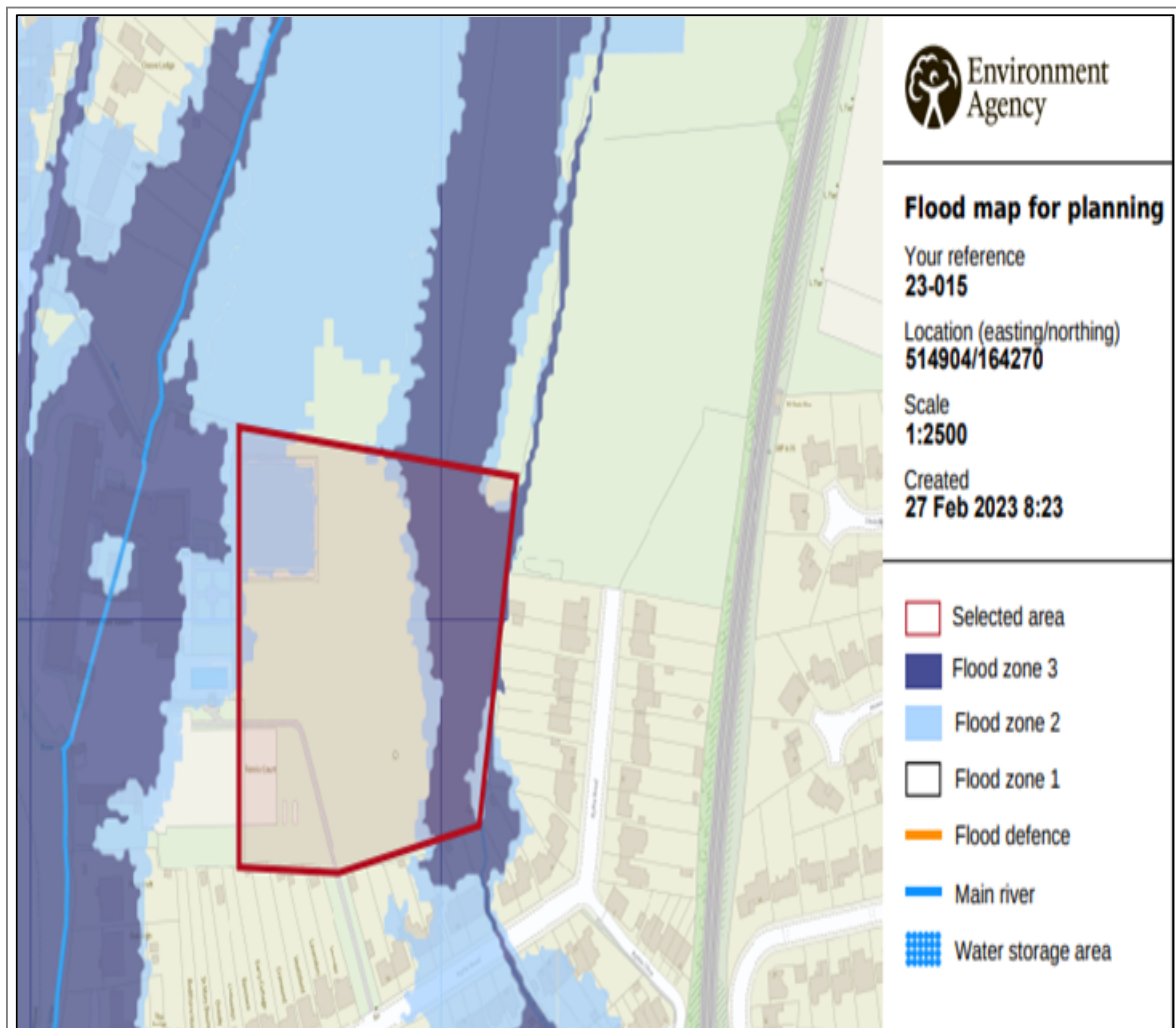 Environment
Agency
Flood map for planning
Your reference
23-015
Location (easting/northing)
514904/164270
Scale
1:2500
Created
27 Feb 2023 8:23
Selected area
Flood zone 3
Flood zone 2
Flood zone 1
Flood defence
Main river
Water storage area
Tennis Court